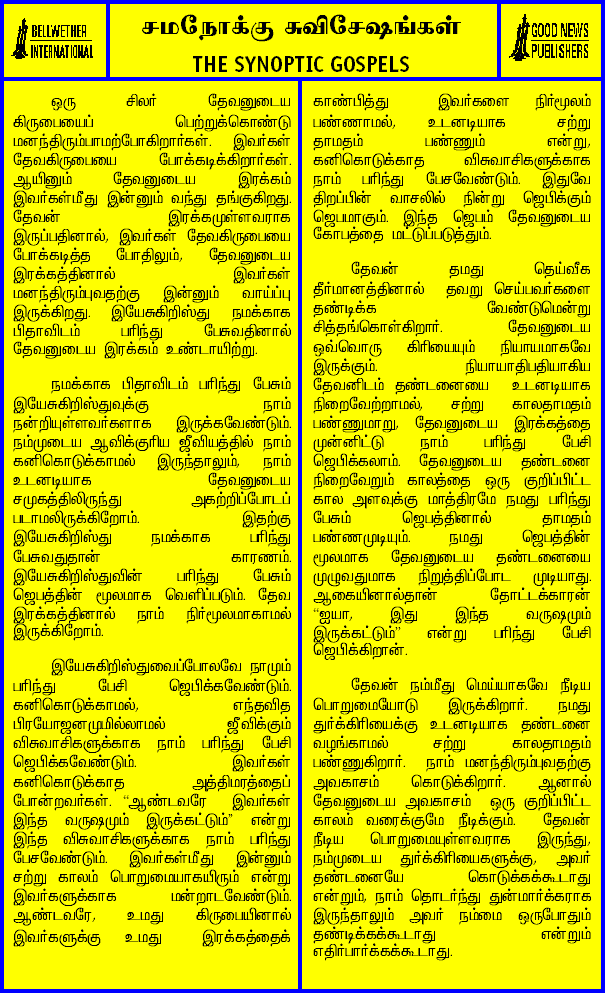 BELLWETHER
INTERNATIONAL
சமநோக்கு சுவிசேஷங்கள்
THE SYNOPTIC GOSPELS
GOOD NEWS
PUBLISHERS
ஒரு சிலர் தேவனுடைய
கிருபையைப் பெற்றுக்கொண்டு
மனந்திரும்பாமற்போகிறார்கள். இவர்கள்
தேவகிருபையை போக்கடிக்கிறார்கள்.
ஆயினும் தேவனுடைய இரக்கம்
இவர்கள்மீது இன்னும் வந்து தங்குகிறது.
தேவன் இரக்கமுள்ளவராக
இருப்பதினால், இவர்கள் தேவகிருபையை
போக்கடித்த போதிலும், தேவனுடைய
இரக்கத்தினால் இவர்கள்
மனந்திரும்புவதற்கு இன்னும் வாய்ப்பு
இருக்கிறது. இயேசுகிறிஸ்து நமக்காக
பிதாவிடம் பரிந்து பேசுவதினால்
தேவனுடைய இரக்கம் உண்டாயிற்று.
நமக்காக பிதாவிடம் பரிந்து பேசும்
இயேசுகிறிஸ்துவுக்கு நாம்
நன்றியுள்ளவர்களாக இருக்கவேண்டும்.
நம்முடைய ஆவிக்குரிய ஜீவியத்தில் நாம்
கனிகொடுக்காமல் இருந்தாலும், நாம்
உடனடியாக தேவனுடைய
சமுகத்திலிருந்து அகற்றிப்போடப்
படாமலிருக்கிறோம். இதற்கு
இயேசுகிறிஸ்து நமக்காக பரிந்து
பேசுவதுதான் காரணம்.
இயேசுகிறிஸ்துவின் பரிந்து பேசும்
ஜெபத்தின் மூலமாக வெளிப்படும். தேவ
இரக்கத்தினால் நாம் நிர்மூலமாகாமல்
இருக்கிறோம்.
இயேசுகிறிஸ்துவைப்போலவே நாமும்
பரிந்து பேசி ஜெபிக்கவேண்டும்.
கனிகொடுக்காமல், எந்தவித
பிரயோஜனமுமில்லாமல் ஜீவிக்கும்
விசுவாசிகளுக்காக நாம் பரிந்து பேசி
ஜெபிக்கவேண்டும். இவர்கள்
கனிகொடுக்காத அத்திமரத்தைப்
போன்றவர்கள். “ஆண்டவரே இவர்கள்
இந்த வருஷமும் இருக்கட்டும்” என்று
இந்த விசுவாசிகளுக்காக நாம் பரிந்து
பேசவேண்டும். இவர்கள்மீது இன்னும்
சற்று காலம் பொறுமையாகயிரும் என்று
இவர்களுக்காக மன்றாடவேண்டும்.
ஆண்டவரே, உமது கிருபையினால்
இவர்களுக்கு உமது இரக்கத்தைக்
காண்பித்து இவர்களை நிர்மூலம்
பண்ணாமல், உடனடியாக சற்று
தாமதம் பண்ணும் என்று,
கனிகொடுக்காத விசுவாசிகளுக்காக
நாம் பரிந்து பேசவேண்டும். இதுவே
திறப்பின் வாசலில் நின்று ஜெபிக்கும்
ஜெபமாகும். இந்த ஜெபம் தேவனுடைய
கோபத்தை மட்டுப்படுத்தும்.
தேவன் தமது தெய்வீக
தீர்மானத்தினால் தவறு செய்பவர்களை
தண்டிக்க வேண்டுமென்று
சித்தங்கொள்கிறார். தேவனுடைய
ஒவ்வொரு கிரியையும் நியாயமாகவே
இருக்கும். நியாயாதிபதியாகிய
தேவனிடம் தண்டனையை உடனடியாக
நிறைவேற்றாமல், சற்று காலதாமதம்
பண்ணுமாறு, தேவனுடைய இரக்கத்தை
முன்னிட்டு நாம் பரிந்து பேசி
ஜெபிக்கலாம். தேவனுடைய தண்டனை
நிறைவேறும் காலத்தை ஒரு குறிப்பிட்ட
கால அளவுக்கு மாத்திரமே நமது பரிந்து
பேசும் ஜெபத்தினால் தாமதம்
பண்ணமுடியும். நமது ஜெபத்தின்
மூலமாக தேவனுடைய தண்டனையை
முழுவதுமாக நிறுத்திப்போட முடியாது.
ஆகையினால்தான் தோட்டக்காரன்
“ஐயா, இது இந்த வருஷமும்
இருக்கட்டும்” என்று பரிந்து பேசி
ஜெபிக்கிறான்.
தேவன் நம்மீது மெய்யாகவே நீடிய
பொறுமையோடு இருக்கிறார். நமது
துர்க்கிரியைக்கு உடனடியாக தண்டனை
வழங்காமல் சற்று காலதாமதம்
பண்ணுகிறார். நாம் மனந்திரும்புவதற்கு
அவகாசம் கொடுக்கிறார். ஆனால்
தேவனுடைய அவகாசம் ஒரு குறிப்பிட்ட
காலம் வரைக்குமே நீடிக்கும். தேவன்
நீடிய பொறுமையுள்ளவராக இருந்து,
நம்முடைய துர்க்கிரியைகளுக்கு, அவர்
தண்டனையே கொடுக்கக்கூடாது
என்றும், நாம் தொடர்ந்து துன்மார்க்கராக
இருந்தாலும் அவர் நம்மை ஒருபோதும்
தண்டிக்கக்கூடாது என்றும்
எதிர்பார்க்கக்கூடாது.